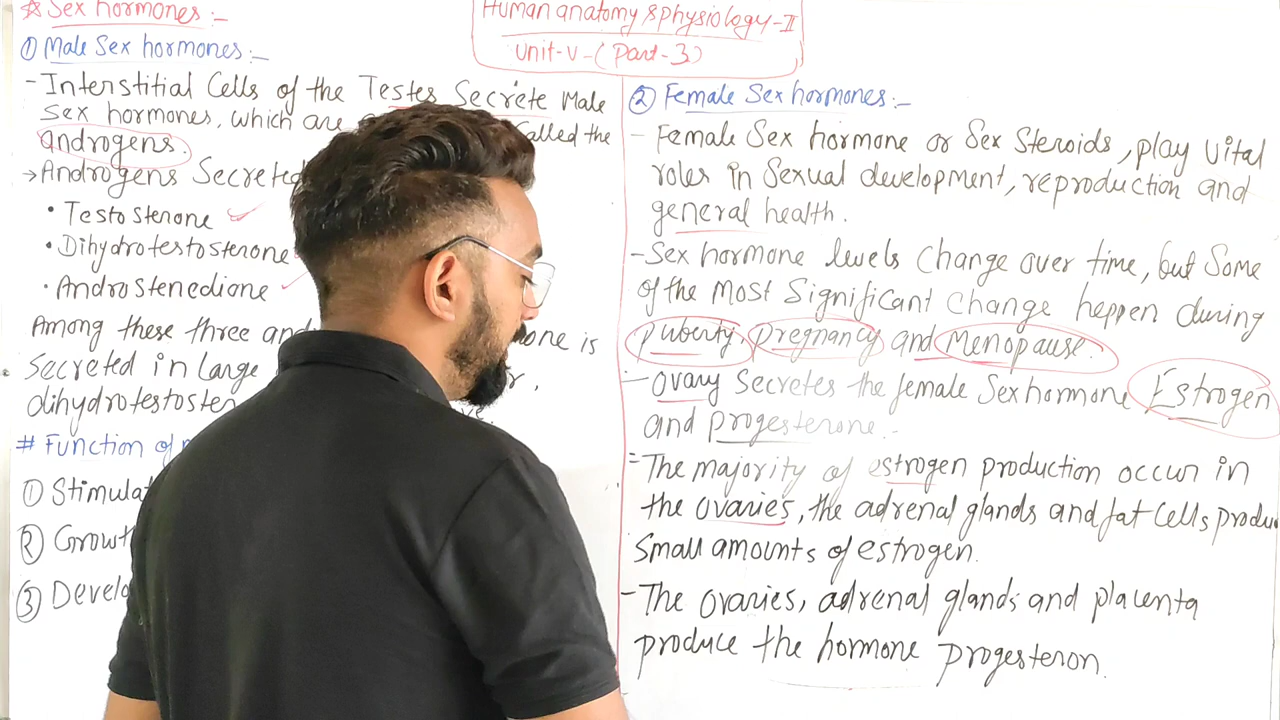 ☆ Sex hormones :-
Human anatomy & physiology-II
Unit-V-(Part-3)
① Male Sex hormones:-
- Interstitial Cells of the Testes Secrete Male
Sex hormones, which are called the
androgens.
→ Androgens Secreted
• Testosterone
• Dihydrotestosterone
• Androstenedione
Among these three is
secreted in large
# Function of
① Stimulat
② Growt
③ Develo
② Female Sex hormones:-
- Female Sex hormone or Sex Steroids, play vital
roles in Sexual development, reproduction and
general health.
- Sex hormone levels Change over time, but Some
of the most Significant Change happen during
puberty, pregnancy and Menopause.
- Ovary Secretes the female Sex hormone Estrogen
and progesterone.-
- The majority of estrogen production occur in
the ovaries, the adrenal glands and fat Cells produ
Small amounts of estrogen.
- The ovaries, adrenal glands and placenta
produce the hormone progesteron.